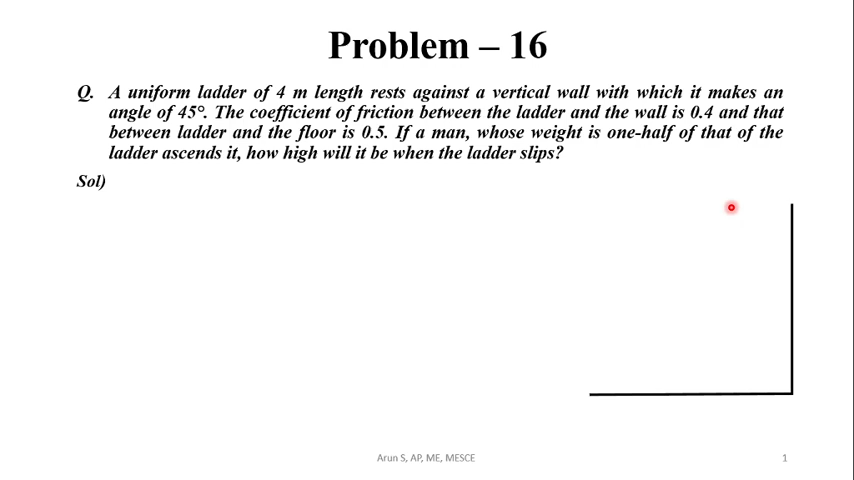 Problem – 16
Q. A uniform ladder of 4 m length rests against a vertical wall with which it makes an
angle of 45°. The coefficient of friction between the ladder and the wall is 0.4 and that
between ladder and the floor is 0.5. If a man, whose weight is one-half of that of the
ladder ascends it, how high will it be when the ladder slips?
Sol)
Arun S, AP, ME, MESCE
1